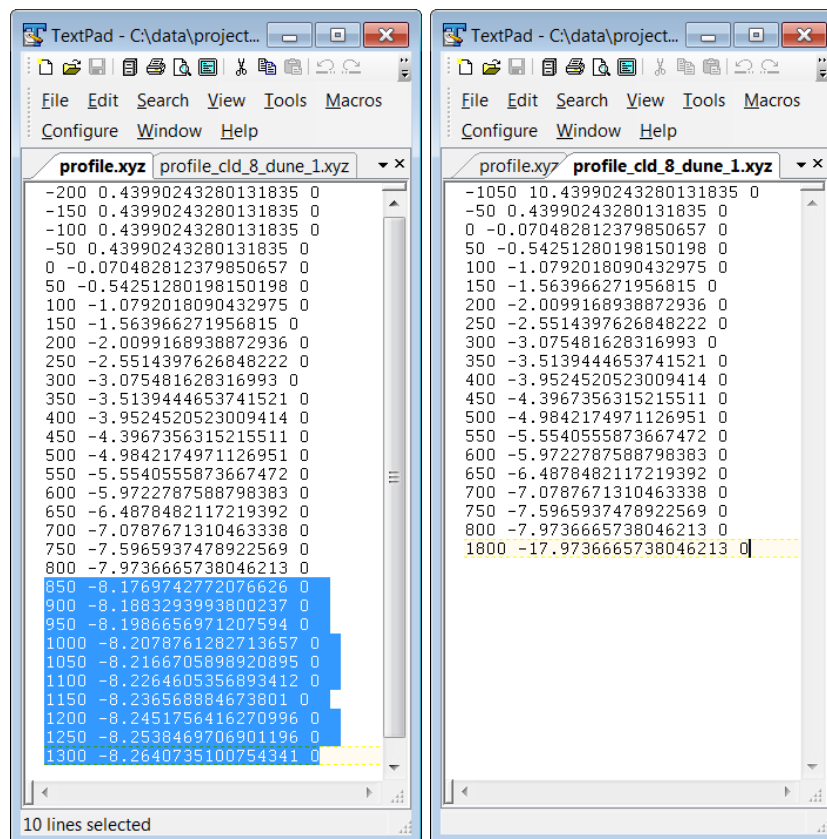 TextPad - C:\data\project...
File Edit Search View Tools Macros
Configure Window Help
profile.xyz profile_cld_8_dune_1.xyz
-200 0.43990243280131835 0
-150 0.43990243280131835 0
-100 0.43990243280131835 0
-50 0.43990243280131835 0
0 -0.070482812379850657 0
50 -0.54251280198150198 0
100 -1.0792018090432975 0
150 -1.563966271956815 0
200 -2.0099168938872936 0
250 -2.5514397626848222 0
300 -3.075481628316993 0
350 -3.5139444653741521 0
400 -3.9524520523009414 0
450 -4.3967356315215511 0
500 -4.9842174971126951 0
550 -5.5540555873667472 0
600 -5.9722787588798383 0
650 -6.4878482117219392 0
700 -7.0787671310463338 0
750 -7.5965937478922569 0
800 -7.9736665738046213 0
850 -8.1769742772076626 0
900 -8.18832939938 00237 0
950 -8.1986656971207594 0
1000 -8.2078761282713657 0
1050 -8.2166705898920895 0
1100 -8.2264605356893412 0
1150 -8.236568884673801 0
1200 -8.2451756416270996 0
1250 -8.25384697069 01196 0
1300 -8.2640735100754341 0
10 lines selected
TextPad - C:\data\project...
File Edit Search View Tools Macros
Configure Window Help
profile.xyz profile_cld_8_dune_1.xyz
-1050 10.43990243280131835 0
-50 0.43990243280131835 0
0 -0.070482812379850657 0
50 -0.54251280198150198 0
100 -1.0792018090432975 0
150 -1.563966271956815 0
200 -2.0099168938872936 0
250 -2.5514397626848222 0
300 -3.075481628316993 0
350 -3.5139444653741521 0
400 -3.9524520523009414 0
450 -4.3967356315215511 0
500 -4.9842174971126951 0
550 -5.5540555873667472 0
600 -5.9722787588798383 0
650 -6.4878482117219392 0
700 -7.0787671310463338 0
750 -7.5965937478922569 0
800 -7.9736665738046213 0
1800 -17.9736665738046213 0